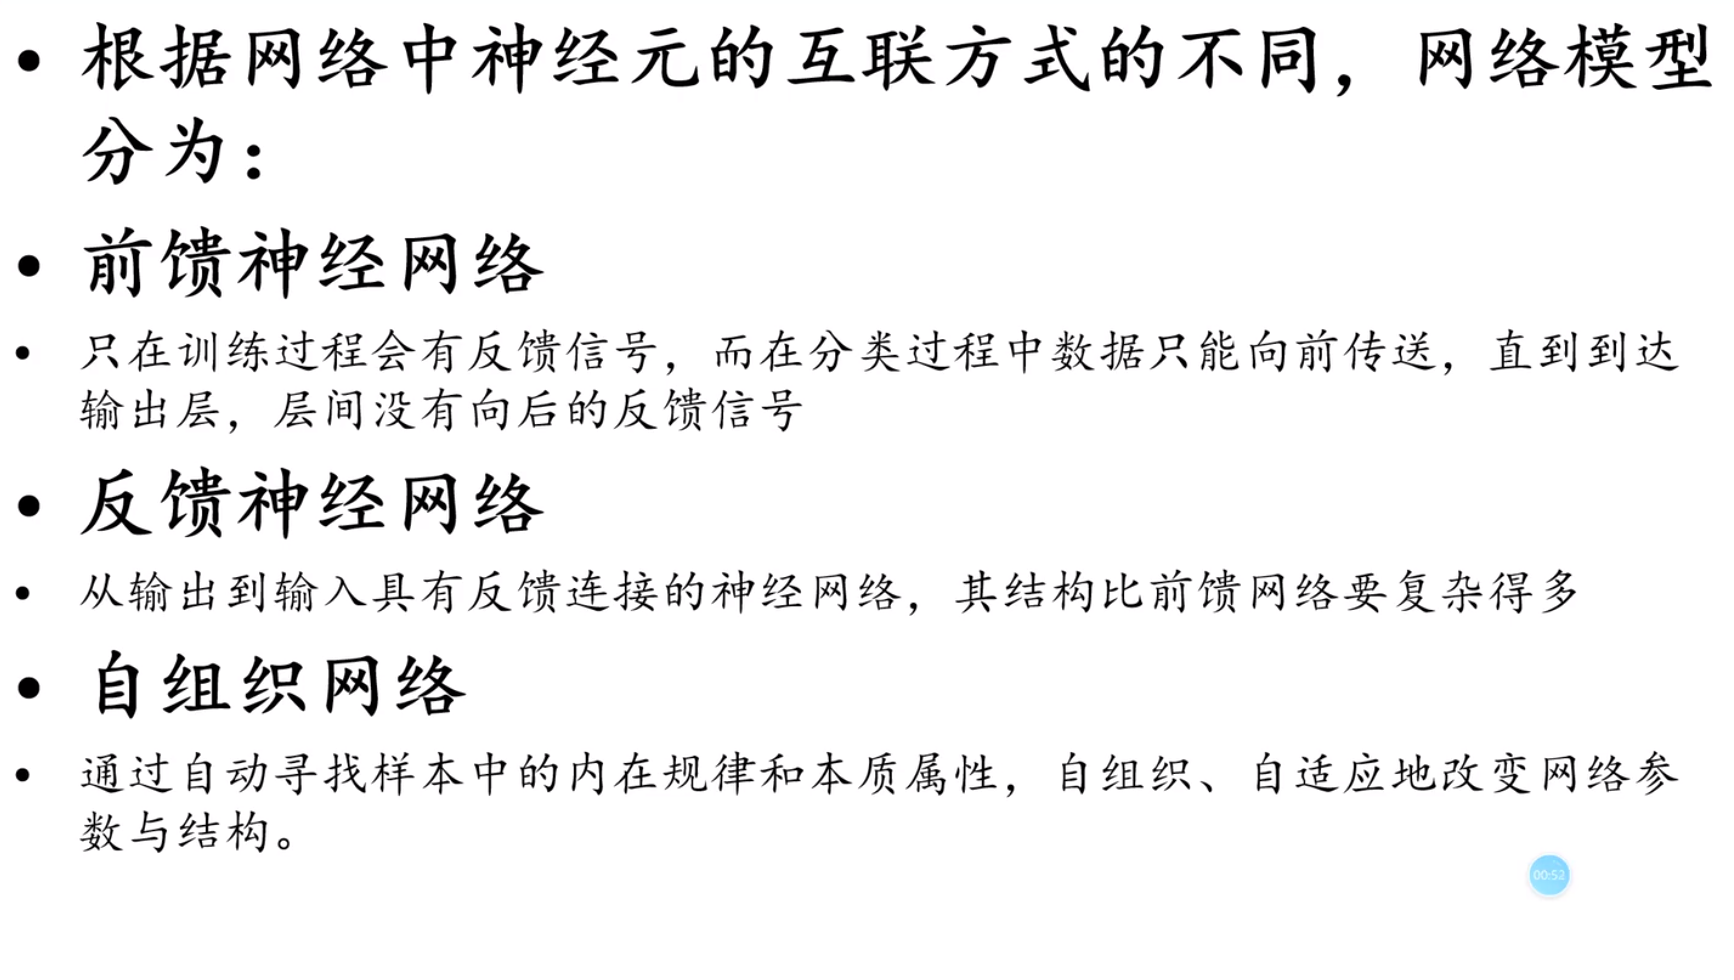 • 根据网络中神经元的互联方式的不同，网络模型
分为：
• 前馈神经网络
• 只在训练过程会有反馈信号，而在分类过程中数据只能向前传送，直到到达
输出层，层间没有向后的反馈信号
• 反馈神经网络
• 从输出到输入具有反馈连接的神经网络，其结构比前馈网络要复杂得多
• 自组织网络
• 通过自动寻找样本中的内在规律和本质属性，自组织、自适应地改变网络参
数与结构。
00:52